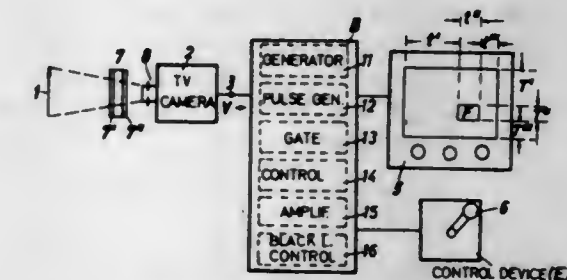 1
7
8
2
TV
CAMERA
3
V
GENERATOR
11
PULSE GEN.
12
GATE
13
CONTROL
14
AMPLIF.
15
BLACK L.
CONTROL
16
t'
t"
t'''
T'
F
5
6
CONTROL DEVICE(E)